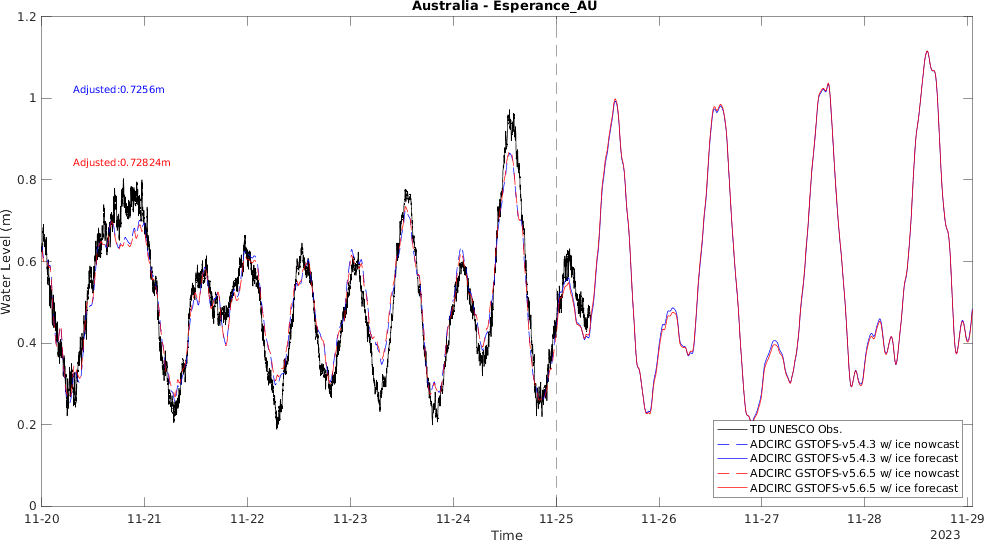 Australia - Esperance_AU
1.2
1
0.8
0.6
0.4
0.2
0
Water Level (m)
Adjusted:0.7256m
Adjusted:0.72824m
TD UNESCO Obs.
ADCIRC GSTOFS-v5.4.3 w/ ice nowcast
ADCIRC GSTOFS-v5.4.3 w/ ice forecast
ADCIRC GSTOFS-v5.6.5 w/ ice nowcast
ADCIRC GSTOFS-v5.6.5 w/ ice forecast
11-20 11-21 11-22 11-23 11-24 11-25 11-26 11-27 11-28 11-29
Time
2023